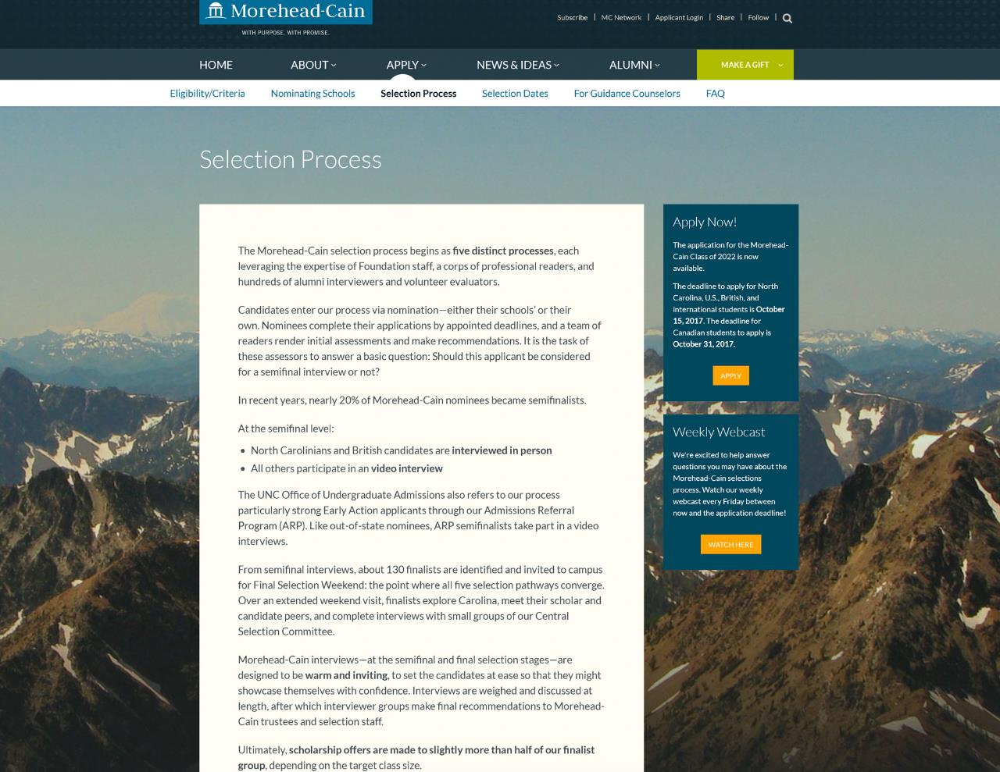 Morehead-Cain
WITH PURPOSE. WITH PROMISE.
Subscribe | MC Network | Applicant Login | Share | Follow |
HOME ABOUT APPLY NEWS & IDEAS ALUMNI MAKE A GIFT
Eligibility/Criteria Nominating Schools Selection Process Selection Dates For Guidance Counselors FAQ
Selection Process
The Morehead-Cain selection process begins as five distinct processes, each
leveraging the expertise of Foundation staff, a corps of professional readers, and
hundreds of alumni interviewers and volunteer evaluators.
Candidates enter our process via nomination—either their schools’ or their
own. Nominees complete their applications by appointed deadlines, and a team of
readers render initial assessments and make recommendations. It is the task of
these assessors to answer a basic question: Should this applicant be considered
for a semifinal interview or not?
In recent years, nearly 20% of Morehead-Cain nominees became semifinalists.
At the semifinal level:
• North Carolinians and British candidates are interviewed in person
• All others participate in an video interview
The UNC Office of Undergraduate Admissions also refers to our process
particularly strong Early Action applicants through our Admissions Referral
Program (ARP). Like out-of-state nominees, ARP semifinalists take part in a video
interviews.
From semifinal interviews, about 130 finalists are identified and invited to campus
for Final Selection Weekend: the point where all five selection pathways converge.
Over an extended weekend visit, finalists explore Carolina, meet their scholar and
candidate peers, and complete interviews with small groups of our Central
Selection Committee.
Morehead-Cain interviews—at the semifinal and final selection stages—are
designed to be warm and inviting, to set the candidates at ease so that they might
showcase themselves with confidence. Interviews are weighed and discussed at
length, after which interviewer groups make final recommendations to Morehead-
Cain trustees and selection staff.
Ultimately, scholarship offers are made to slightly more than half of our finalist
group, depending on the target class size.
Apply Now!
The application for the Morehead-
Cain Class of 2022 is now
available.
The deadline to apply for North
Carolina, U.S., British, and
international students is October
15, 2017. The deadline for
Canadian students to apply is
October 31, 2017.
APPLY
Weekly Webcast
We're excited to help answer
questions you may have about the
Morehead-Cain selections
process. Watch our weekly
webcast every Friday between
now and the application deadline!
WATCH HERE